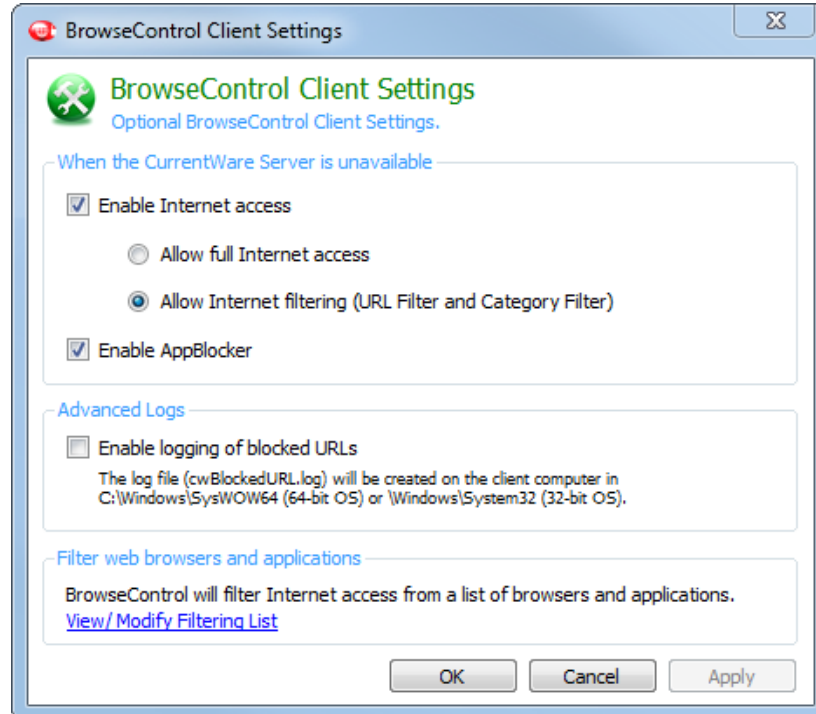 BrowseControl Client Settings
BrowseControl Client Settings
Optional BrowseControl Client Settings.
When the CurrentWare Server is unavailable
Enable Internet access
Allow full Internet access
Allow Internet filtering (URL Filter and Category Filter)
Enable AppBlocker
Advanced Logs
Enable logging of blocked URLs
The log file (cwBlockedURL.log) will be created on the client computer in
C:\Windows\SysWOW64 (64-bit OS) or \Windows\System32 (32-bit OS).
Filter web browsers and applications
BrowseControl will filter Internet access from a list of browsers and applications.
View/ Modify Filtering List
OK Cancel Apply